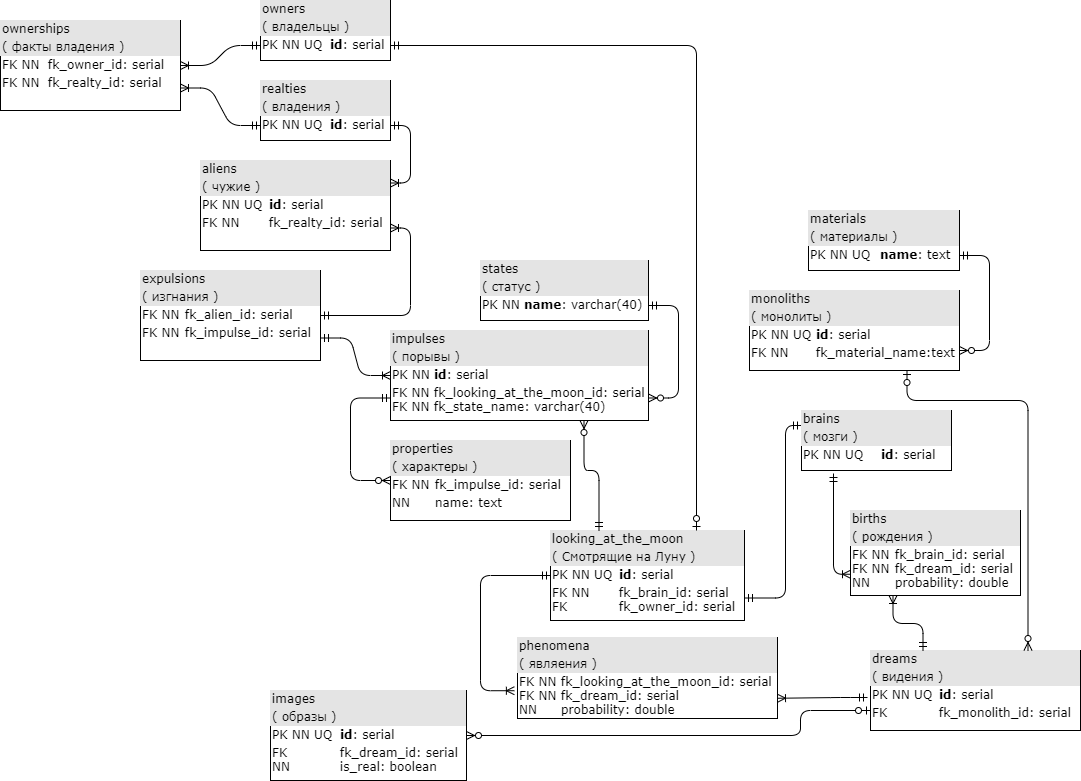 owners
( владельцы )
PK NN UQ id: serial
ownerships
( факты владения )
FK NN fk_owner_id: serial
FK NN fk_realty_id: serial
realties
( владения )
PK NN UQ id: serial
aliens
( чужие )
PK NN UQ id: serial
FK NN fk_realty_id: serial
expulsions
( изгнания )
FK NN fk_alien_id: serial
FK NN fk_impulse_id: serial
states
( статус )
PK NN name: varchar(40)
impulses
( порывы )
PK NN id: serial
FK NN fk_looking_at_the_moon_id: serial
FK NN fk_state_name: varchar(40)
properties
( характеры )
FK NN fk_impulse_id: serial
NN name: text
materials
( материалы )
PK NN UQ name: text
monoliths
( монолиты )
PK NN UQ id: serial
FK NN fk_material_name:text
brains
( мозги )
PK NN UQ id: serial
births
( рождения )
FK NN fk_brain_id: serial
FK NN fk_dream_id: serial
NN probability: double
looking_at_the_moon
( Смотрящие на Луну )
PK NN UQ id: serial
FK NN fk_brain_id: serial
FK fk_owner_id: serial
phenomena
( являения )
FK NN fk_looking_at_the_moon_id: serial
FK NN fk_dream_id: serial
NN probability: double
dreams
( видения )
PK NN UQ id: serial
FK fk_monolith_id: serial
images
( образы )
PK NN UQ id: serial
FK fk_dream_id: serial
NN is_real: boolean